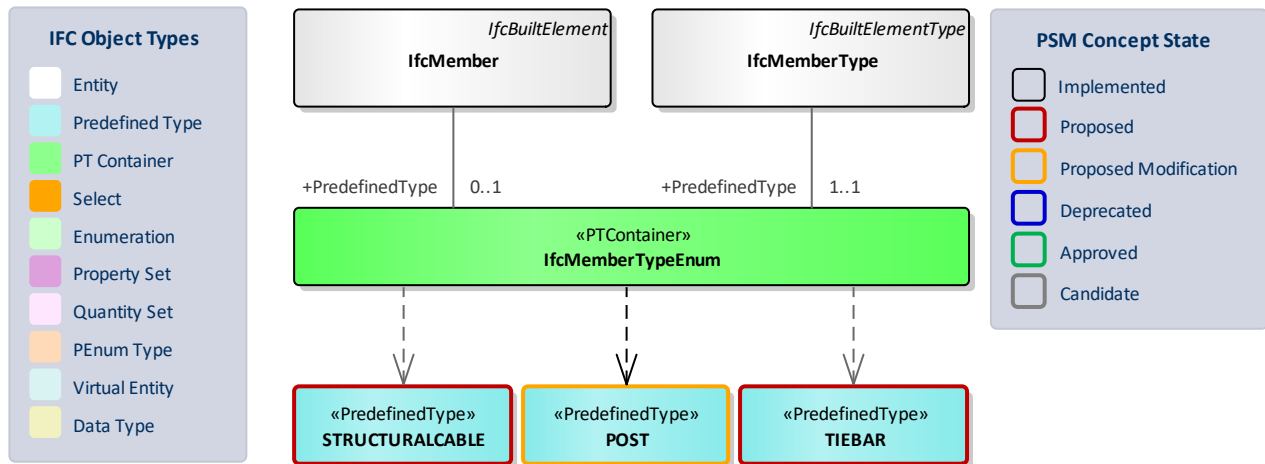 IFC Object Types
Entity
Predefined Type
PT Container
Select
Enumeration
Property Set
Quantity Set
PEnum Type
Virtual Entity
Data Type
IfcBuiltElement
IfcMember
IfcBuiltElementType
IfcMemberType
+PredefinedType 0..1
+PredefinedType 1..1
«PTContainer»
IfcMemberTypeEnum
«PredefinedType»
STRUCTURALCABLE
«PredefinedType»
POST
«PredefinedType»
TIEBAR
PSM Concept State
Implemented
Proposed
Proposed Modification
Deprecated
Approved
Candidate